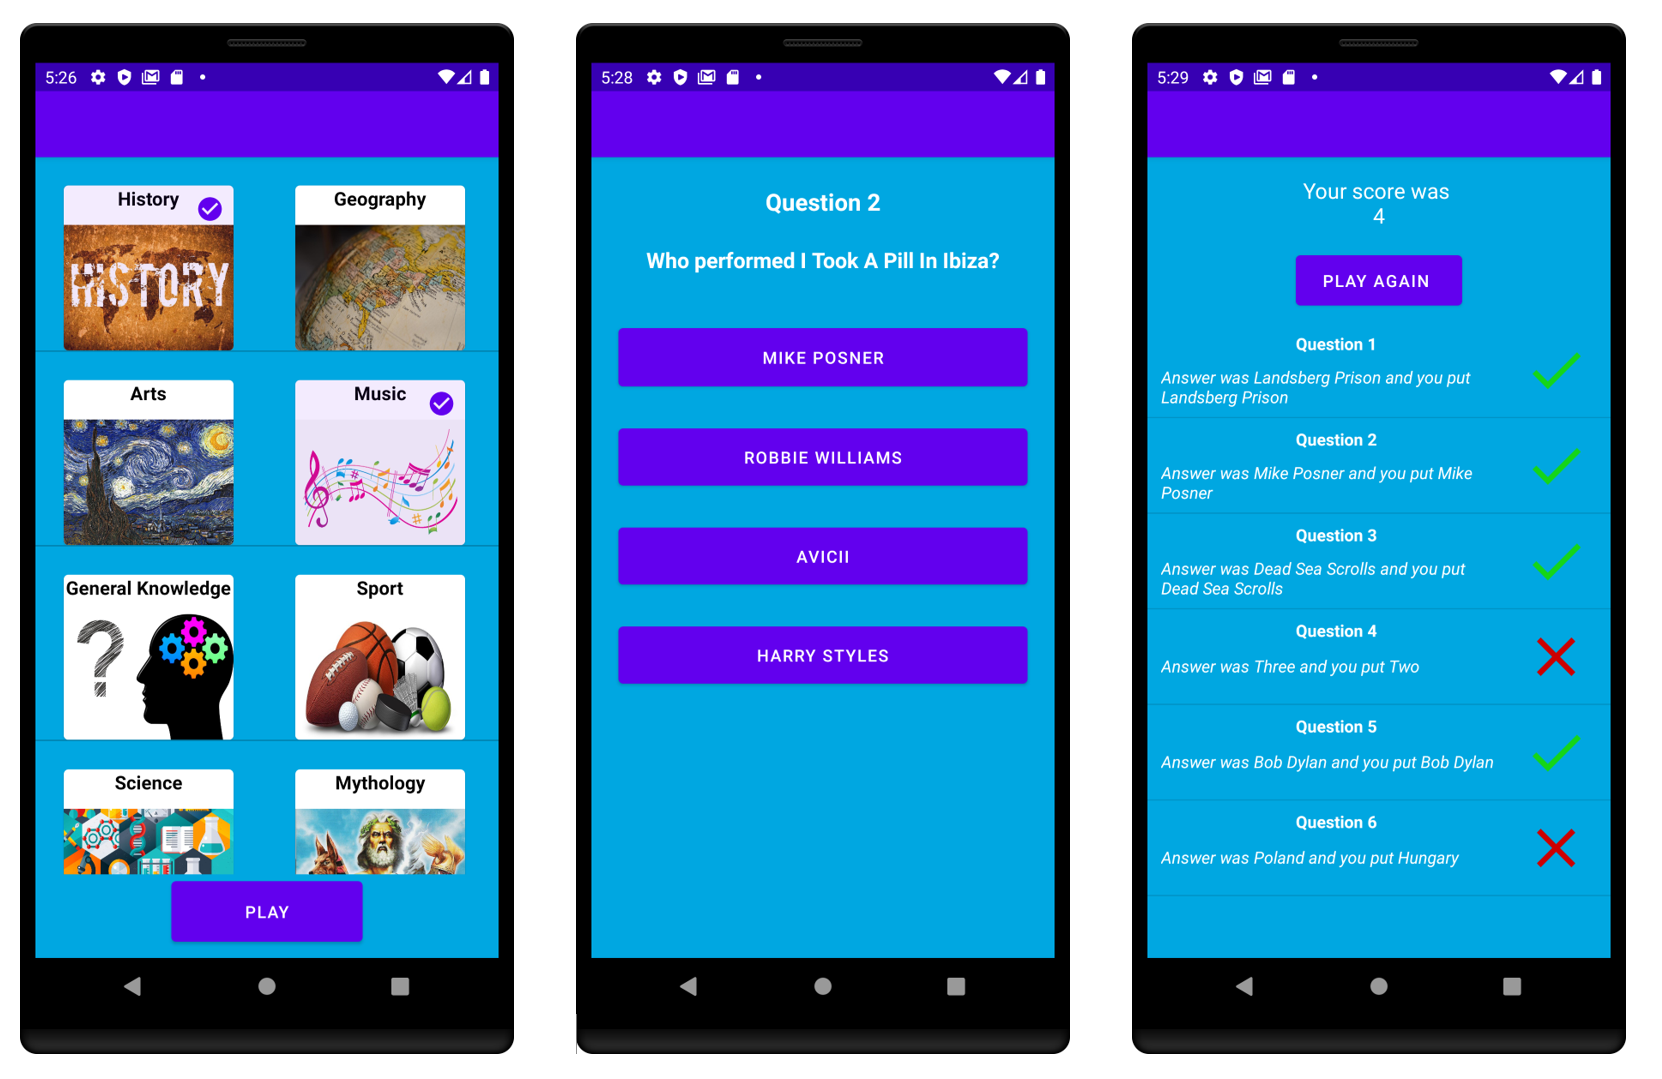 5:26
History
Geography
HISTORY
Arts
Music
General Knowledge
Sport
?
Science
Mythology
PLAY
5:28
Question 2
Who performed I Took A Pill In Ibiza?
MIKE POSNER
ROBBIE WILLIAMS
AVICII
HARRY STYLES
5:29
Your score was
4
PLAY AGAIN
Question 1
Answer was Landsberg Prison and you put
Landsberg Prison
Question 2
Answer was Mike Posner and you put Mike
Posner
Question 3
Answer was Dead Sea Scrolls and you put
Dead Sea Scrolls
Question 4
Answer was Three and you put Two
Question 5
Answer was Bob Dylan and you put Bob Dylan
Question 6
Answer was Poland and you put Hungary